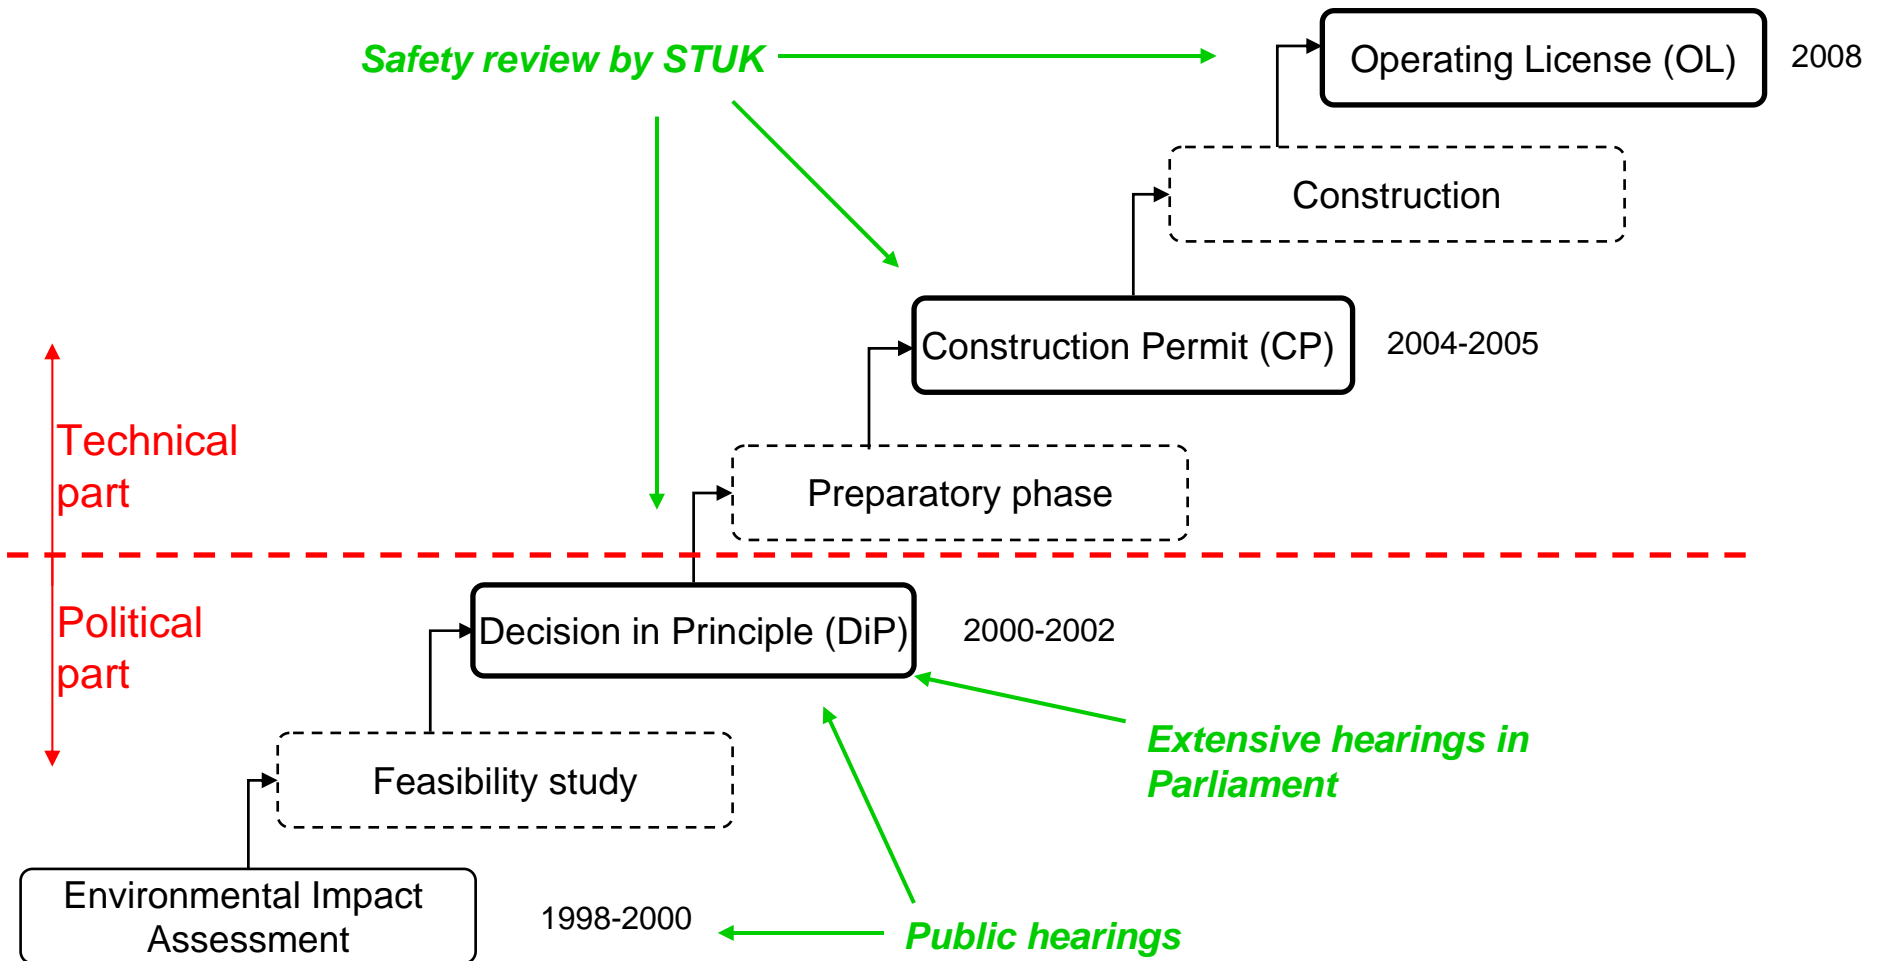 Safety review by STUK
Operating License (OL)
2008
Construction
Construction Permit (CP)
2004-2005
Technical
part
Preparatory phase
Political
part
Decision in Principle (DiP)
2000-2002
Extensive hearings in
Parliament
Feasibility study
Environmental Impact
Assessment
1998-2000
Public hearings